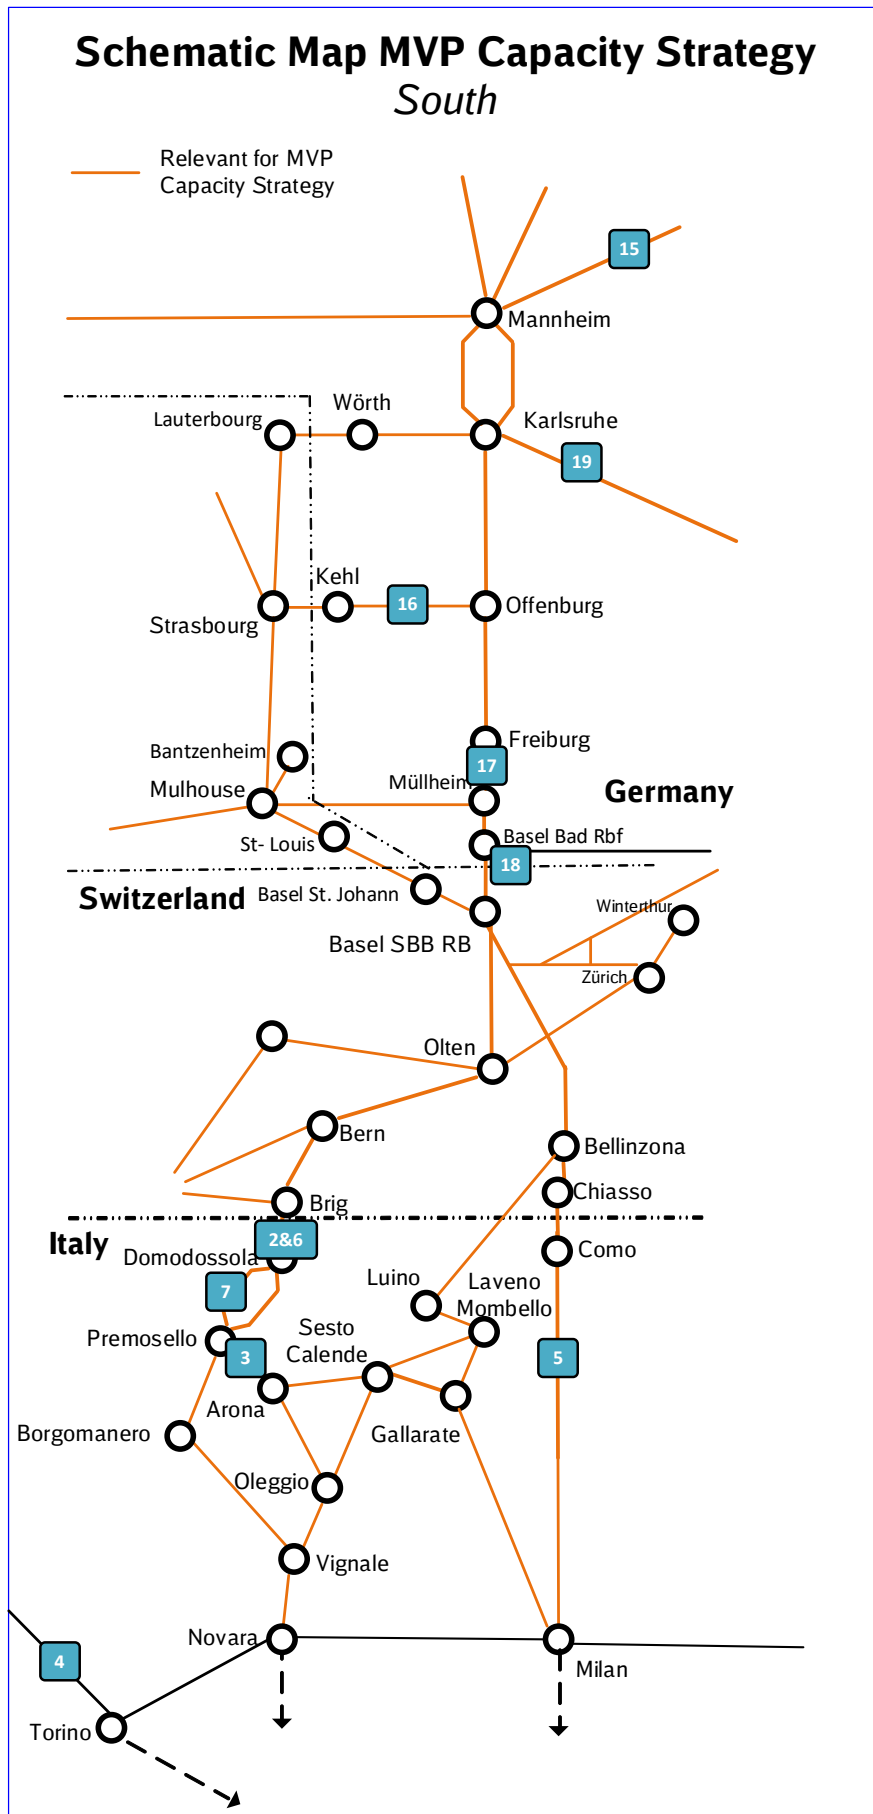 Schematic Map MVP Capacity Strategy
South
Relevant for MVP
Capacity Strategy
15
Mannheim
Wörth
Lauterbourg
Karlsruhe
19
Kehl
16
Offenburg
Strasbourg
Freiburg
Bantzenheim
17
Müllheim
Mulhouse
Germany
Basel Bad Rbf
St- Louis
18
Switzerland
Basel St. Johann
Winterthur
Basel SBB RB
Zürich
Olten
Bern
Bellinzona
Chiasso
Brig
Italy
2&6
Domodossola
Como
Luino
Laveno
Mombello
7
Sesto
Calende
Premosello
3
5
Arona
Borgomanero
Gallarate
Oleggio
Vignale
Novara
4
Milan
Torino